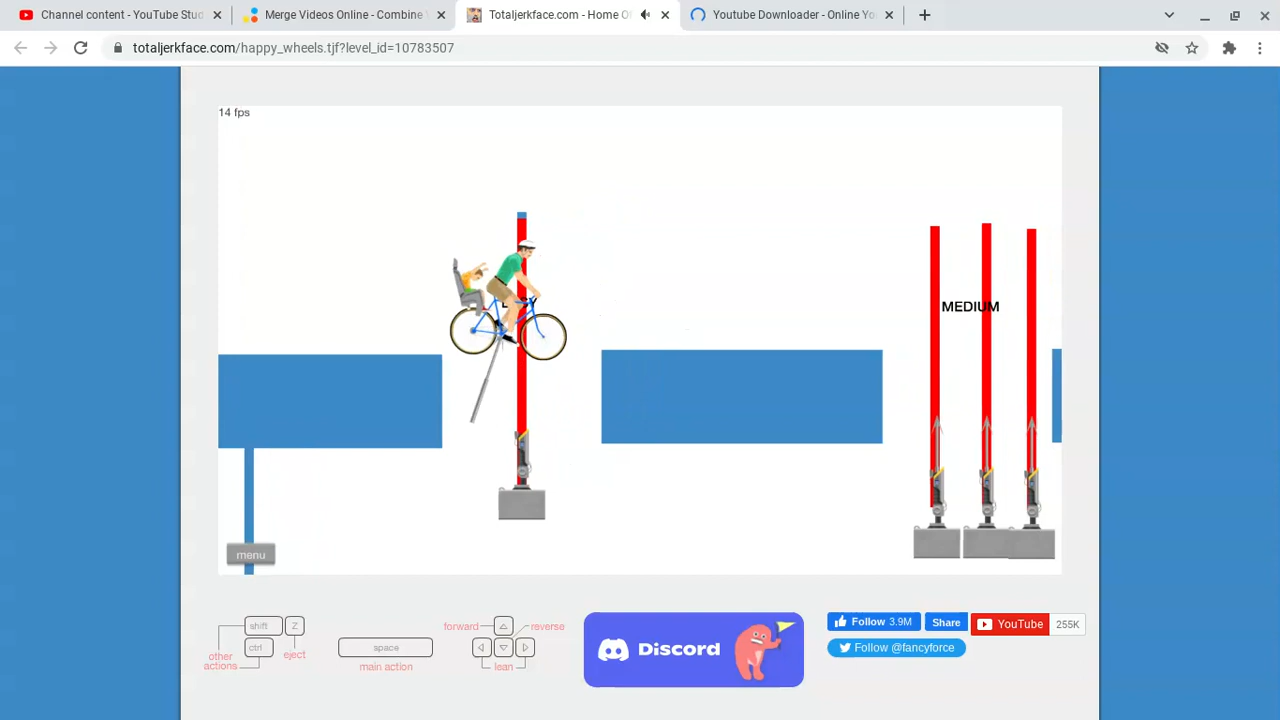 Channel content - YouTube Stu
Merge Videos Online - Combine
Totaljerkface.com - Home O
Youtube Downloader - Online Yo
totaljerkface.com/happy_wheels.tjf?level_id=10783507
14 fps
MEDIUM
menu
shift
Z
ctrl
other actions
eject
space
main action
forward
reverse
lean
Discord
Follow 3.9M
Share
YouTube
255K
Follow @fancyforce